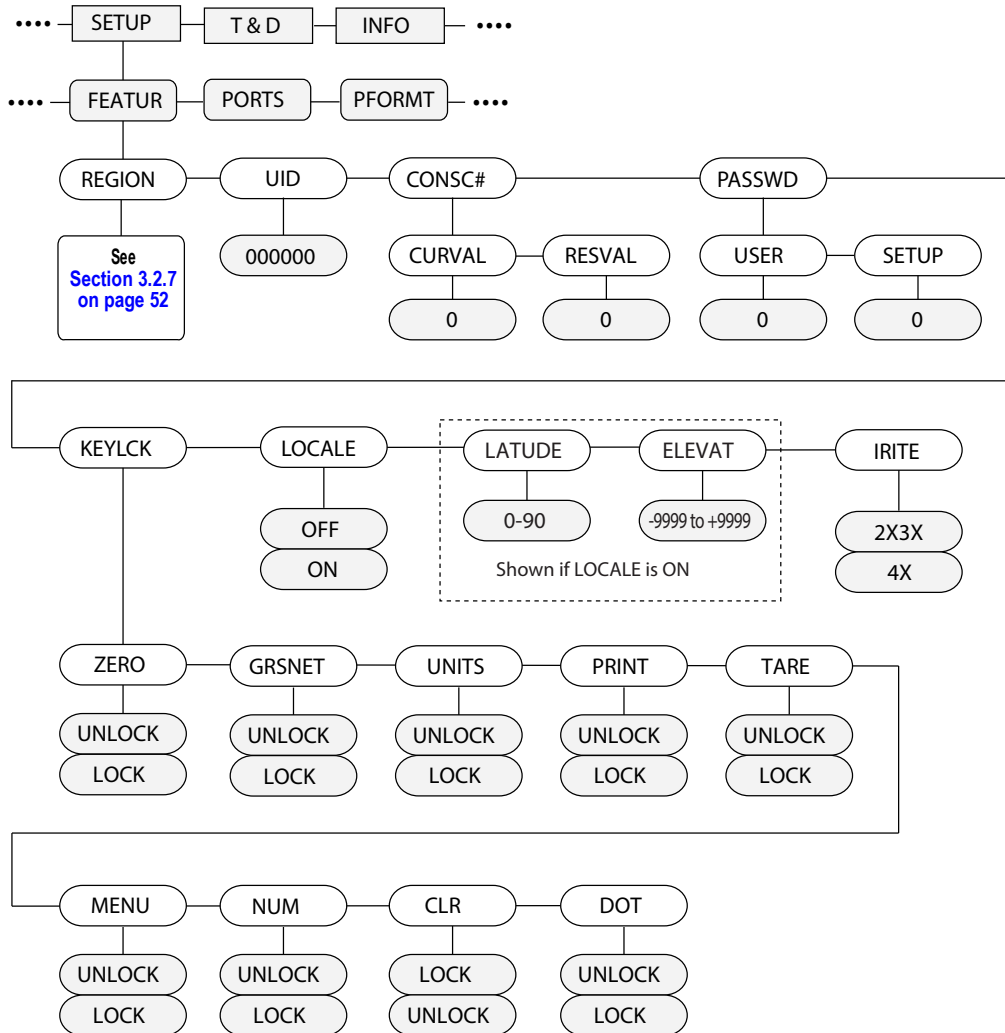 •••• SETUP T & D INFO ••••
•••• FEATUR PORTS PFORMT ••••
REGION UID CONSC# PASSWD
See
Section 3.2.7
on page 52
000000 CURVAL RESVAL USER SETUP
0 0 0 0
KEYLCK LOCALE LATUDE ELEVAT IRITE
OFF
ON
0-90 -9999 to +9999
Shown if LOCALE is ON
2X3X
4X
ZERO GRSNET UNITS PRINT TARE
UNLOCK UNLOCK UNLOCK UNLOCK UNLOCK
LOCK LOCK LOCK LOCK LOCK
MENU NUM CLR DOT
UNLOCK UNLOCK LOCK UNLOCK
LOCK LOCK UNLOCK LOCK